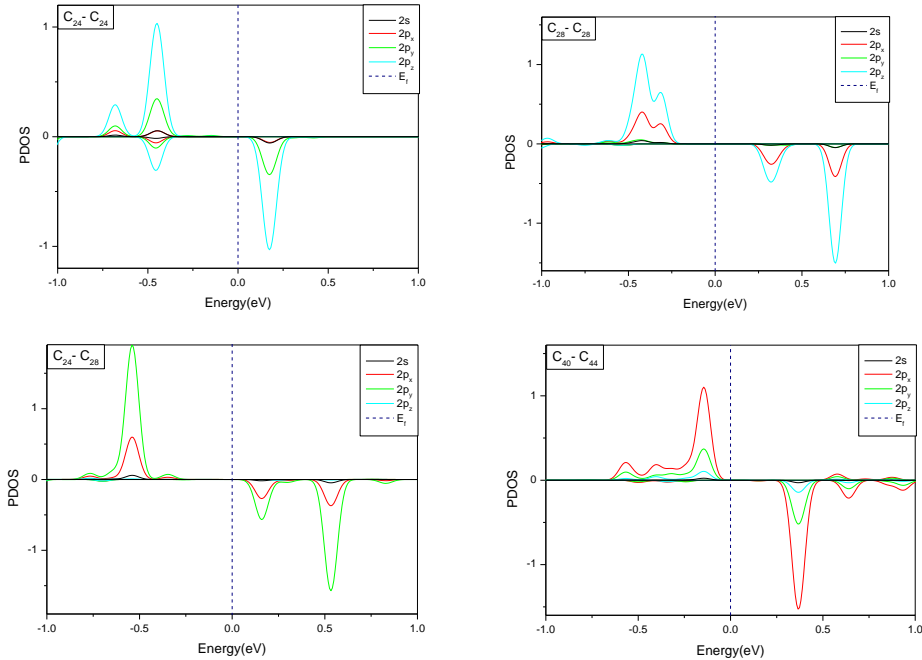 C24 - C24
2s
2px
2py
2pz
Ef
1
0
-1
PDOS
-1.0 -0.5 0.0 0.5 1.0
Energy(eV)
C28 - C28
2s
2px
2py
2pz
Ef
1
0
-1
PDOS
-1.0 -0.5 0.0 0.5 1.0
Energy(eV)
C24 - C28
2s
2px
2py
2pz
Ef
1
0
-1
PDOS
-1.0 -0.5 0.0 0.5 1.0
Energy(eV)
C40 - C44
2s
2px
2py
2pz
Ef
1
0
-1
PDOS
-1.0 -0.5 0.0 0.5 1.0
Energy(eV)